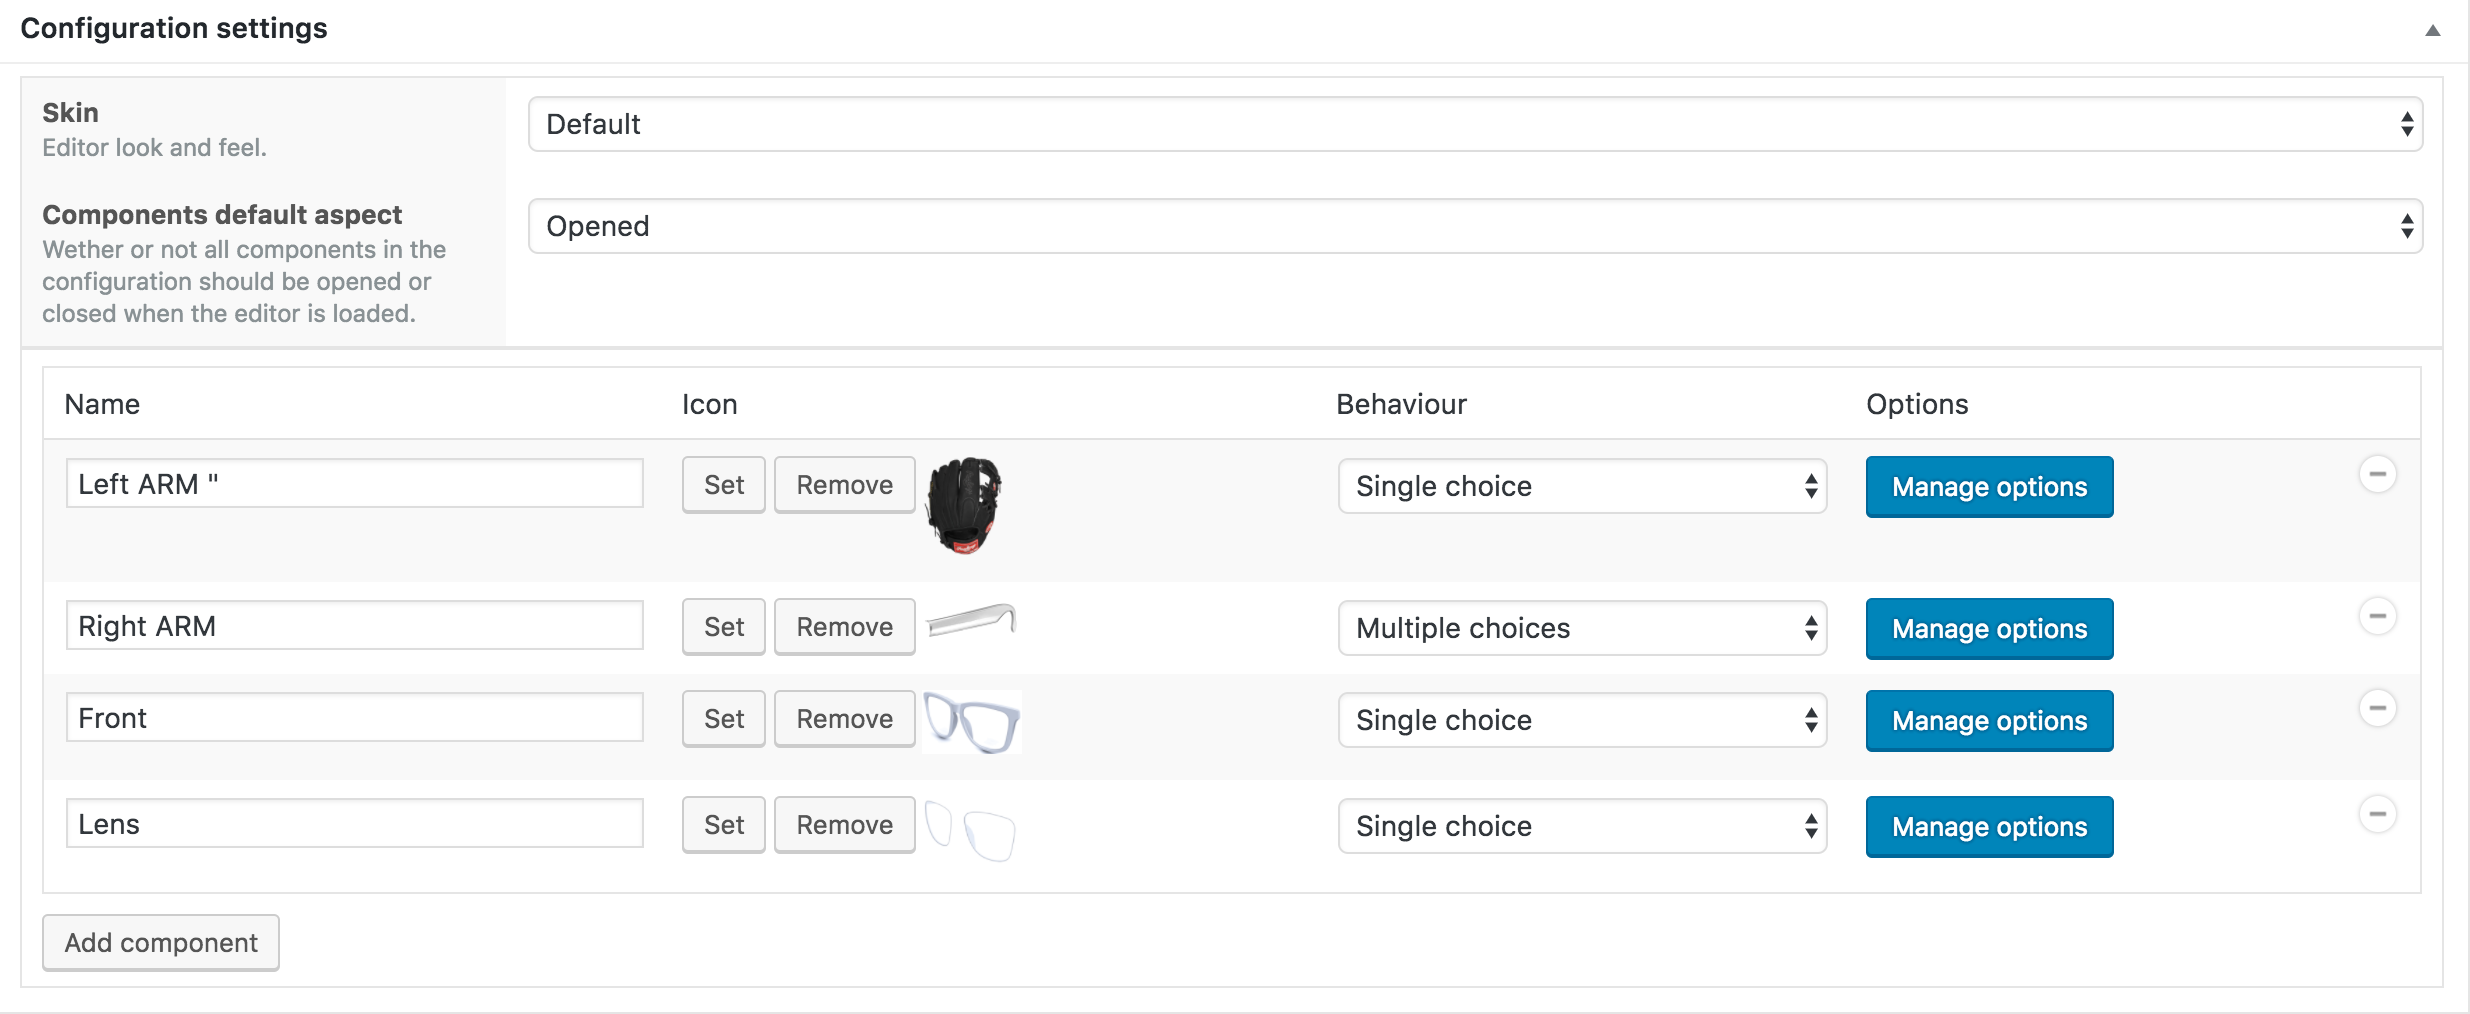 Configuration settings
Skin
Editor look and feel.
Default
Components default aspect
Wether or not all components in the
configuration should be opened or
closed when the editor is loaded.
Opened
Name Icon Behaviour Options
Left ARM " Set Remove Single choice Manage options
Right ARM Set Remove Multiple choices Manage options
Front Set Remove Single choice Manage options
Lens Set Remove Single choice Manage options
Add component